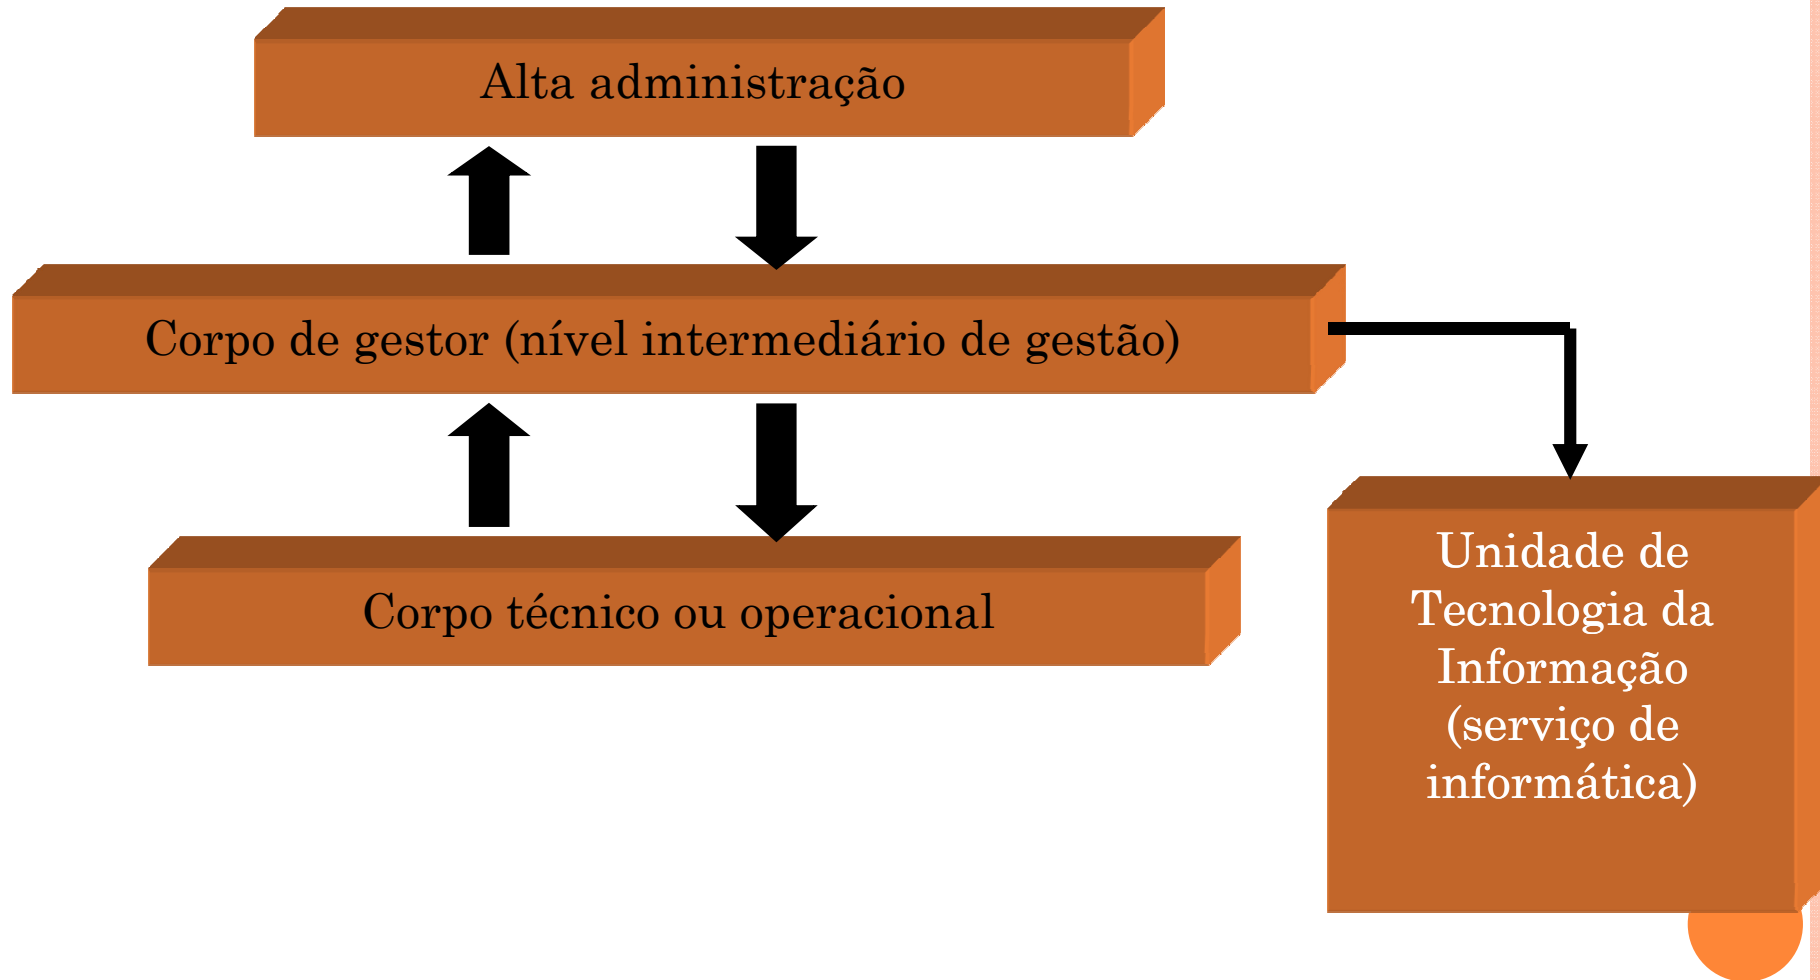 Alta administração
Corpo de gestor (nível intermediário de gestão)
Corpo técnico ou operacional
Unidade de
Tecnologia da
Informação
(serviço de
informática)